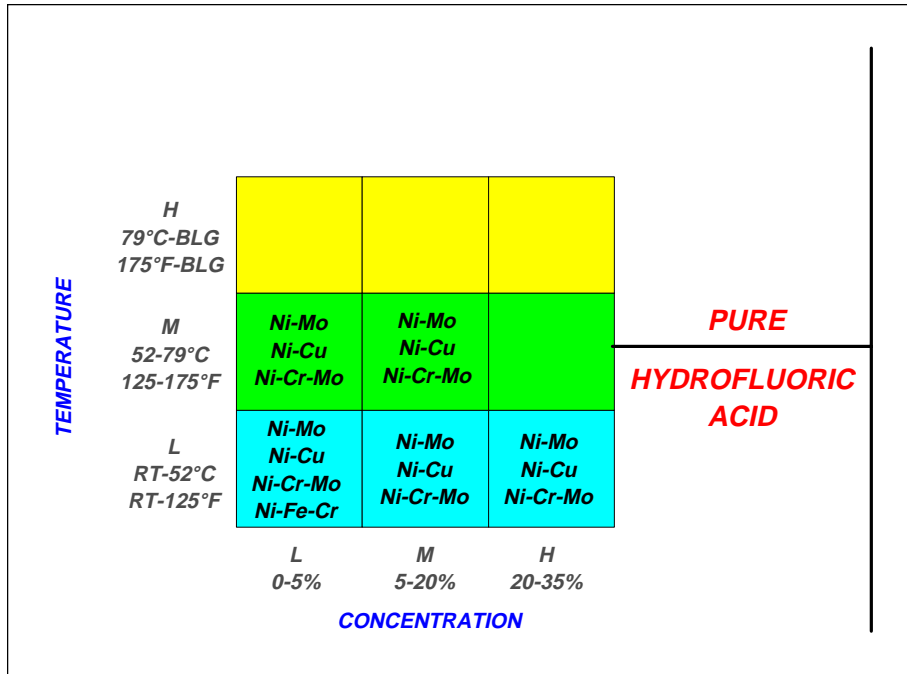 H
79°C-BLG
175°F-BLG
TEMPERATURE
M
52-79°C
125-175°F
Ni-Mo
Ni-Cu
Ni-Cr-Mo
Ni-Mo
Ni-Cu
Ni-Cr-Mo
PURE
HYDROFLUORIC
ACID
L
RT-52°C
RT-125°F
Ni-Mo
Ni-Cu
Ni-Cr-Mo
Ni-Fe-Cr
Ni-Mo
Ni-Cu
Ni-Cr-Mo
Ni-Mo
Ni-Cu
Ni-Cr-Mo
L
0-5%
M
5-20%
H
20-35%
CONCENTRATION